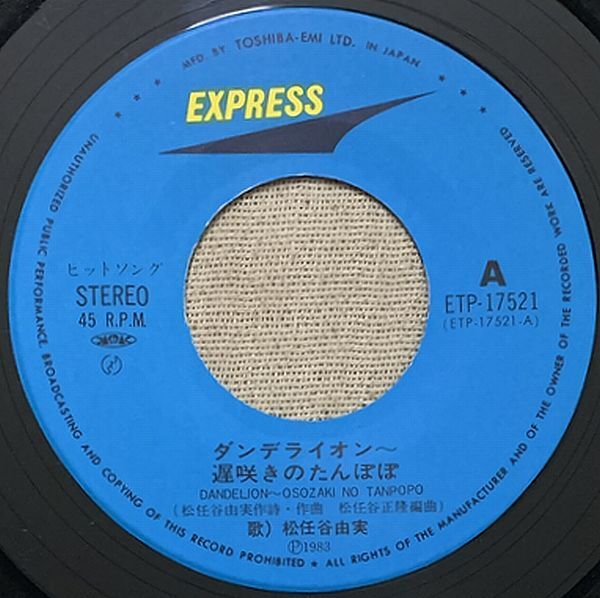 MFD. BY TOSHIBA-EMI LTD. IN JAPAN
EXPRESS
ヒットソング
STEREO
45 R.P.M.
A
ETP-17521
(ETP-17521-A)
ダンデライオン〜
遅咲きのたんぽぽ
DANDELION〜OSOZAKI NO TANPOPO
(松任谷由実作詩・作曲 松任谷正隆編曲)
歌) 松任谷由実
Ⓟ1983
UNAUTHORIZED PUBLIC PERFORMANCE, BROADCASTING AND COPYING OF THIS RECORD PROHIBITED ★ ALL RIGHTS OF THE MANUFACTURER AND OF THE OWNER OF THE RECORDED WORK ARE RESERVED